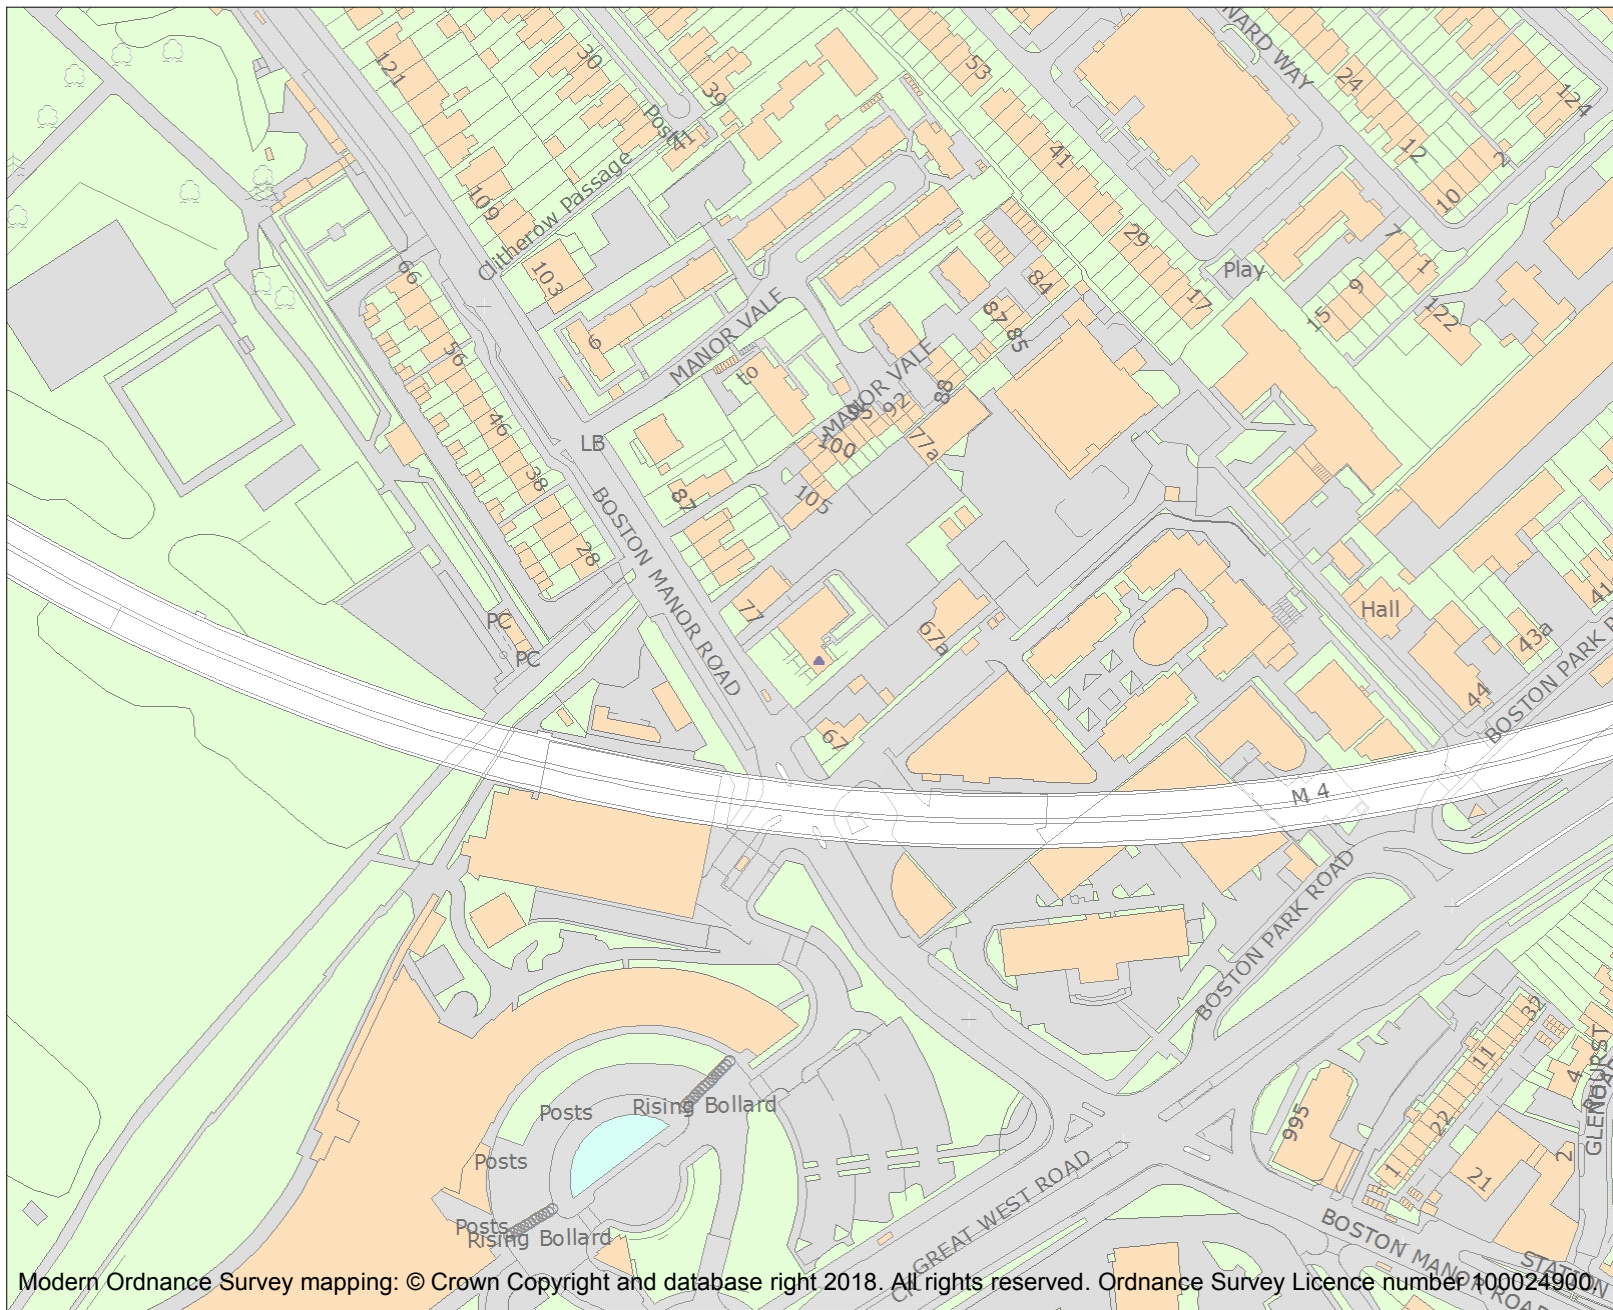 NARD WAY
121
30
39
53
24
124
Posts
41
41
12
2
Clitherow Passage
10
109
103
29
7
66
Play
84
1
17
9
87
122
15
85
MANOR VALE
6
56
to
MANOR VALE
88
95
92
46
LB
100
77a
38
87
105
BOSTON MANOR ROAD
28
41
77
PC
67a
Hall
43a
PC
44
BOSTON PARK R
67
M 4
BOSTON PARK ROAD
32
11
4
GLENHURST
ROAD
Posts
Rising Bollard
995
22
Posts
2
1
21
GREAT WEST ROAD
Posts
Rising Bollard
BOSTON MANOR ROA
STATION
Modern Ordnance Survey mapping: © Crown Copyright and database right 2018. All rights reserved. Ordnance Survey Licence number 100024900.